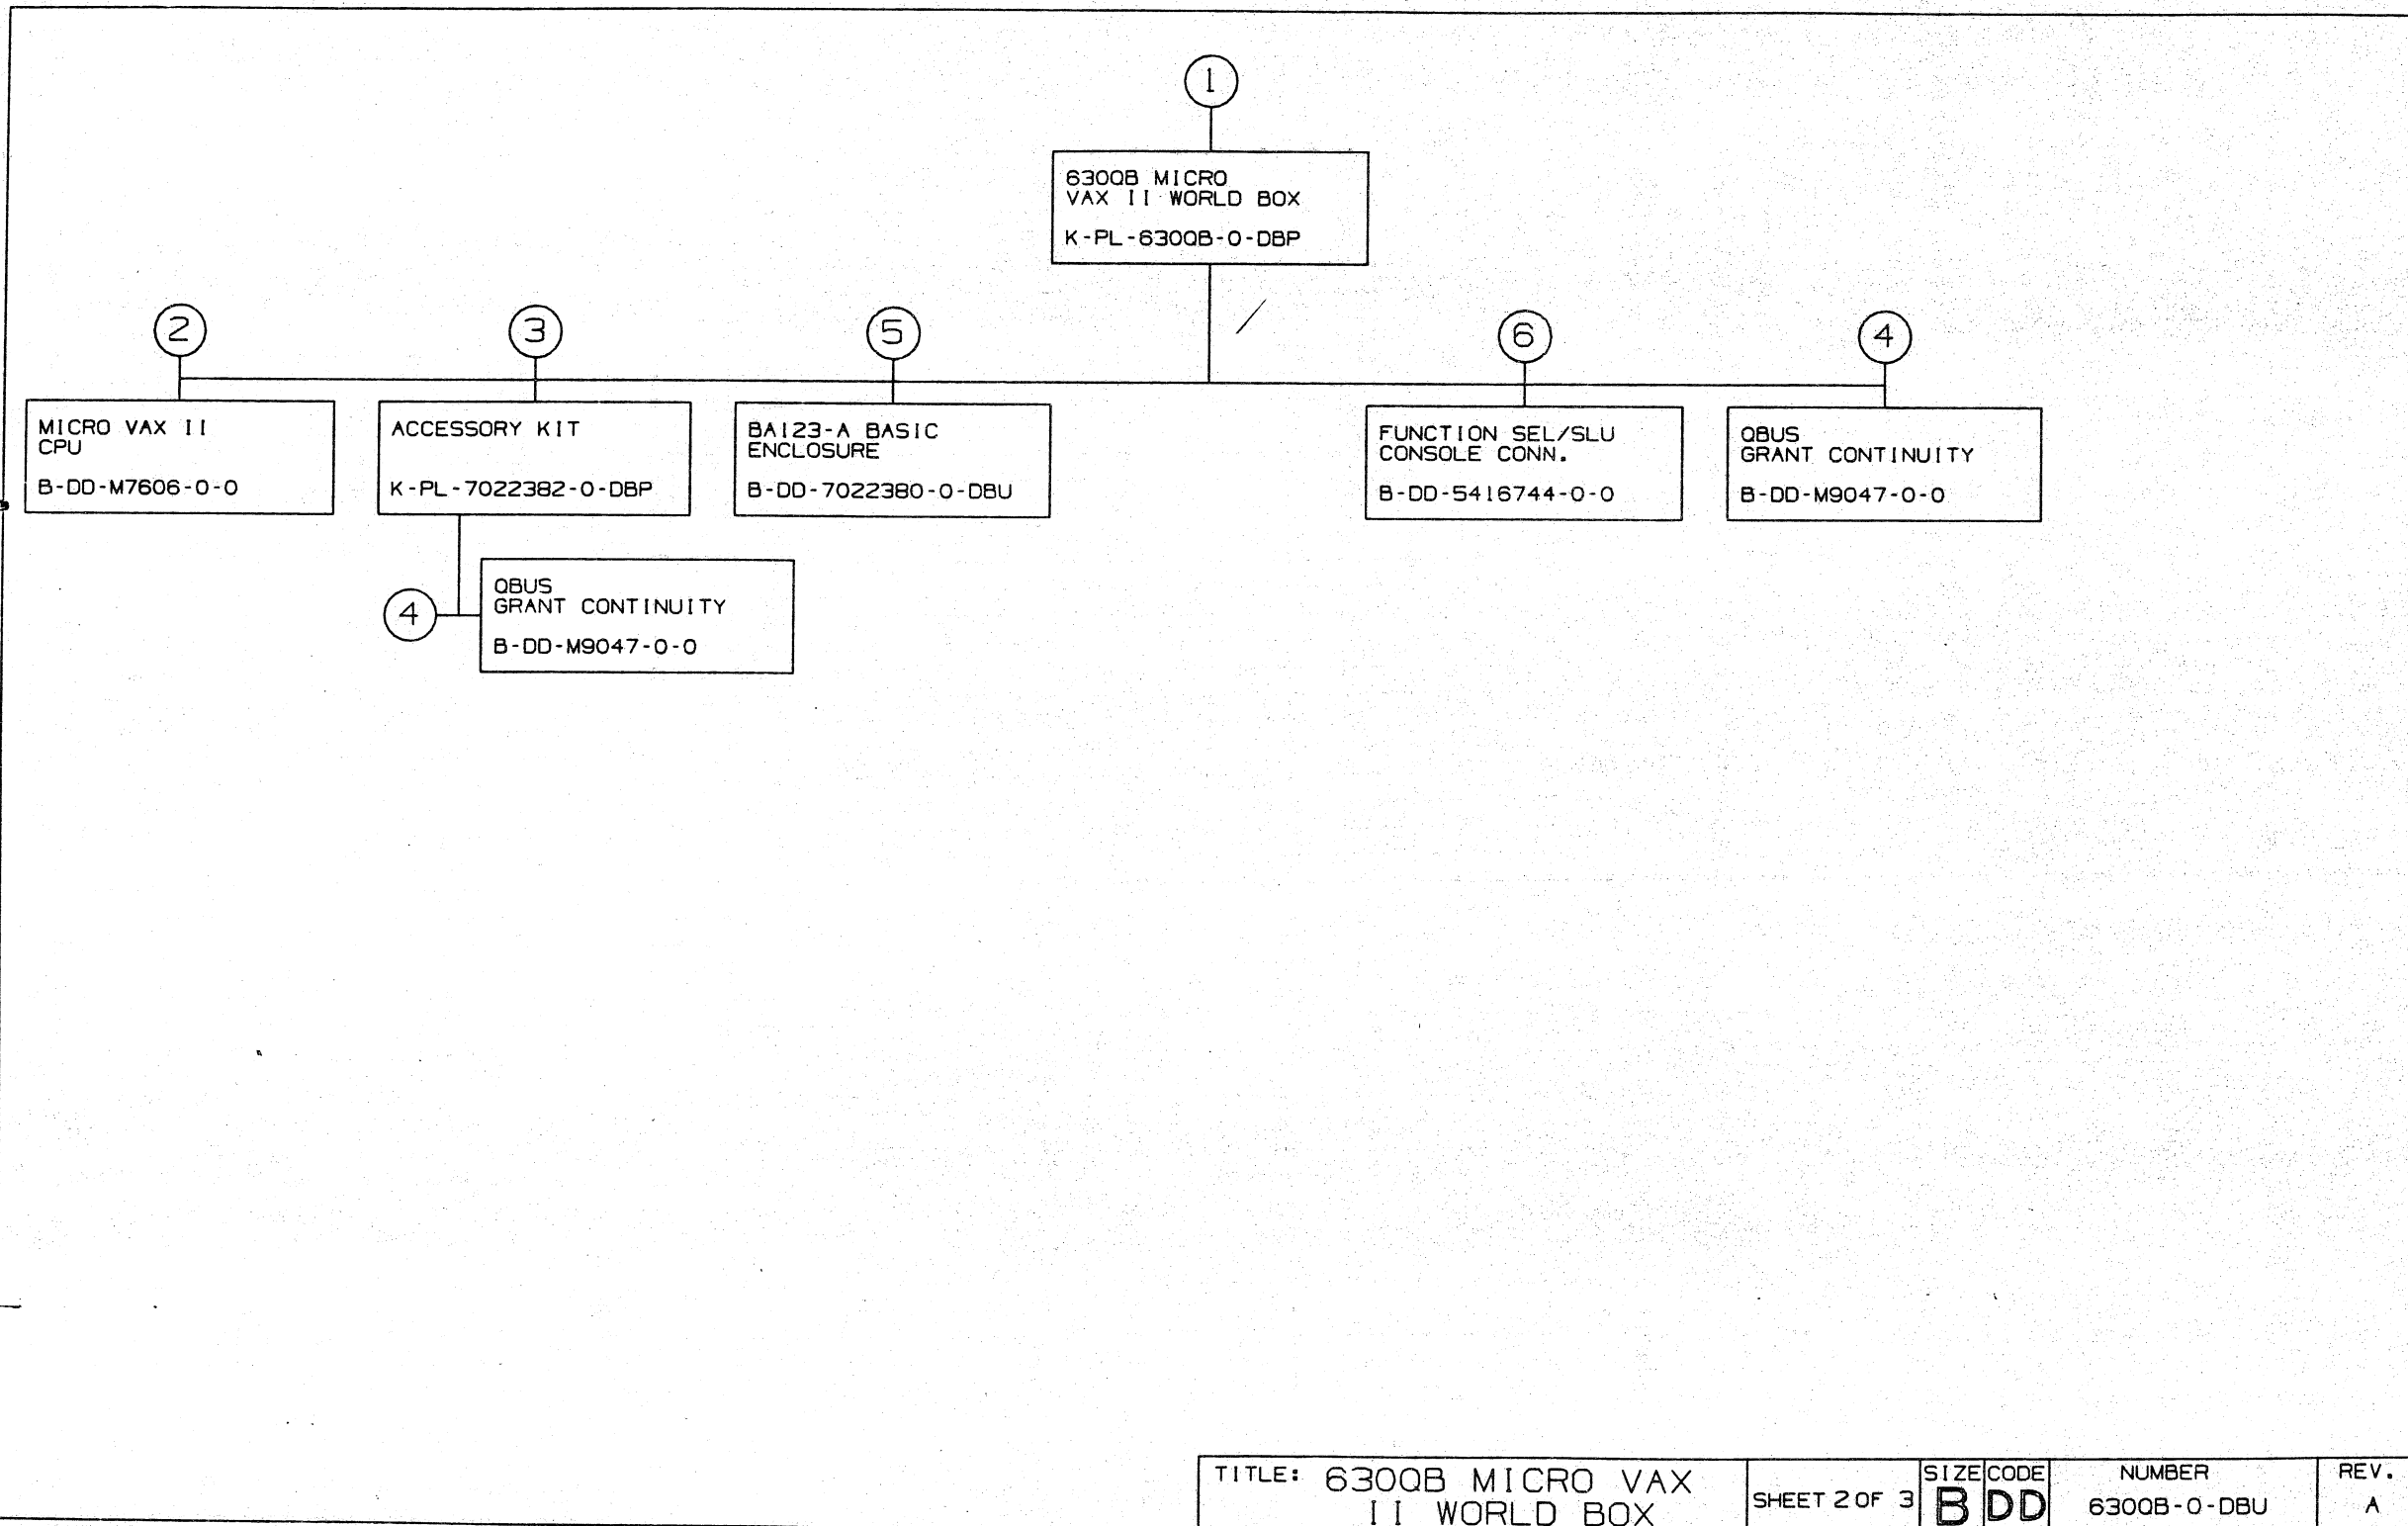 1
630QB MICRO
VAX II WORLD BOX
K-PL-630QB-0-DBP
2
3
5
6
4
MICRO VAX II
CPU
B-DD-M7606-0-0
ACCESSORY KIT
K-PL-7022382-0-DBP
BA123-A BASIC
ENCLOSURE
B-DD-7022380-0-DBU
FUNCTION SEL/SLU
CONSOLE CONN.
B-DD-5416744-0-0
QBUS
GRANT CONTINUITY
B-DD-M9047-0-0
4
QBUS
GRANT CONTINUITY
B-DD-M9047-0-0
TITLE: 630QB MICRO VAX
II WORLD BOX
SHEET 2 OF 3
SIZE
B
CODE
DD
NUMBER
630QB-0-DBU
REV.
A